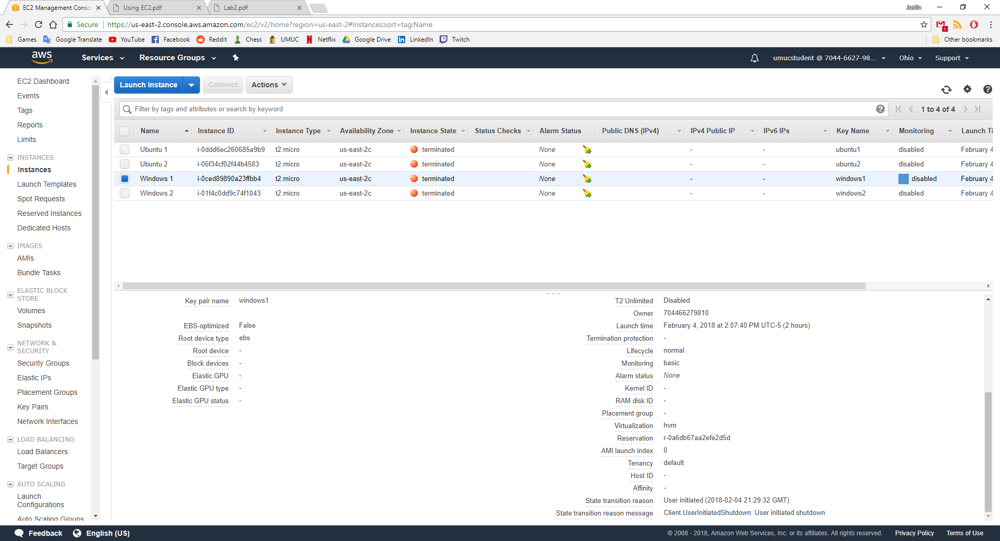 EC2 Management Conso
Using EC2.pdf
Lab2.pdf
Justin
Secure
https://us-east-2.console.aws.amazon.com/ec2/v2/home?region=us-east-2#Instances:sort=tag:Name
1
Games
Google Translate
YouTube
Facebook
Reddit
Chess
UMUC
Netflix
Google Drive
LinkedIn
Twitch
Other bookmarks
aws
Services
Resource Groups
umucstudent @ 7044-6627-98...
Ohio
Support
EC2 Dashboard
Events
Tags
Reports
Limits
INSTANCES
Instances
Launch Templates
Spot Requests
Reserved Instances
Dedicated Hosts
IMAGES
AMIs
Bundle Tasks
ELASTIC BLOCK
STORE
Volumes
Snapshots
NETWORK &
SECURITY
Security Groups
Elastic IPs
Placement Groups
Key Pairs
Network Interfaces
LOAD BALANCING
Load Balancers
Target Groups
AUTO SCALING
Launch
Configurations
Auto Scaling Groups
Launch Instance
Connect
Actions
Filter by tags and attributes or search by keyword
1 to 4 of 4
Name Instance ID Instance Type Availability Zone Instance State Status Checks Alarm Status Public DNS (IPv4) IPv4 Public IP IPv6 IPs Key Name Monitoring Launch Ti
Ubuntu 1 i-0ddd6ec260685a9b9 t2.micro us-east-2c terminated None - - ubuntu1 disabled February 4
Ubuntu 2 i-06f34cf02f44b4583 t2.micro us-east-2c terminated None - - ubuntu2 disabled February 4
Windows 1 i-0ced89890a23ffbb4 t2.micro us-east-2c terminated None - - windows1 disabled February 4
Windows 2 i-01f4c0dd9c74f1043 t2.micro us-east-2c terminated None - - windows2 disabled February 4
Key pair name windows1
EBS-optimized False
Root device type ebs
Root device -
Block devices -
Elastic GPU -
Elastic GPU type -
Elastic GPU status -
T2 Unlimited Disabled
Owner 704466279810
Launch time February 4, 2018 at 2:07:40 PM UTC-5 (2 hours)
Termination protection -
Lifecycle normal
Monitoring basic
Alarm status None
Kernel ID -
RAM disk ID -
Placement group -
Virtualization hvm
Reservation r-0a6db67aa2efe2d5d
AMI launch index 0
Tenancy default
Host ID -
Affinity -
State transition reason User initiated (2018-02-04 21:29:32 GMT)
State transition reason message Client.UserInitiatedShutdown: User initiated shutdown
Feedback
English (US)
© 2008 - 2018, Amazon Web Services, Inc. or its affiliates. All rights reserved.
Privacy Policy
Terms of Use